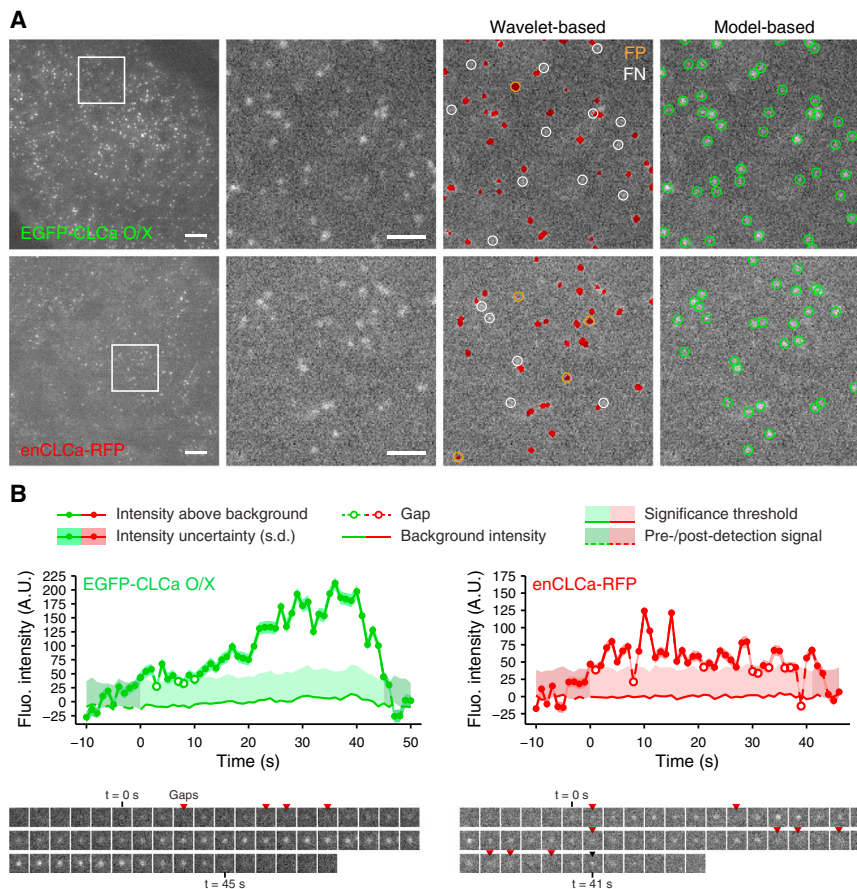 A
Wavelet-based
Model-based
FP
FN
EGFP-CLCa O/X
enCLCa-RFP
B
Intensity above background
Gap
Significance threshold
Intensity uncertainty (s.d.)
Background intensity
Pre-/post-detection signal
EGFP-CLCa O/X
Fluo. intensity (A.U.)
225
200
175
150
125
100
75
50
25
0
−25
−10 0 10 20 30 40 50
Time (s)
enCLCa-RFP
Fluo. intensity (A.U.)
175
150
125
100
75
50
25
0
−25
−10 0 10 20 30 40
Time (s)
t = 0 s
Gaps
t = 45 s
t = 0 s
t = 41 s